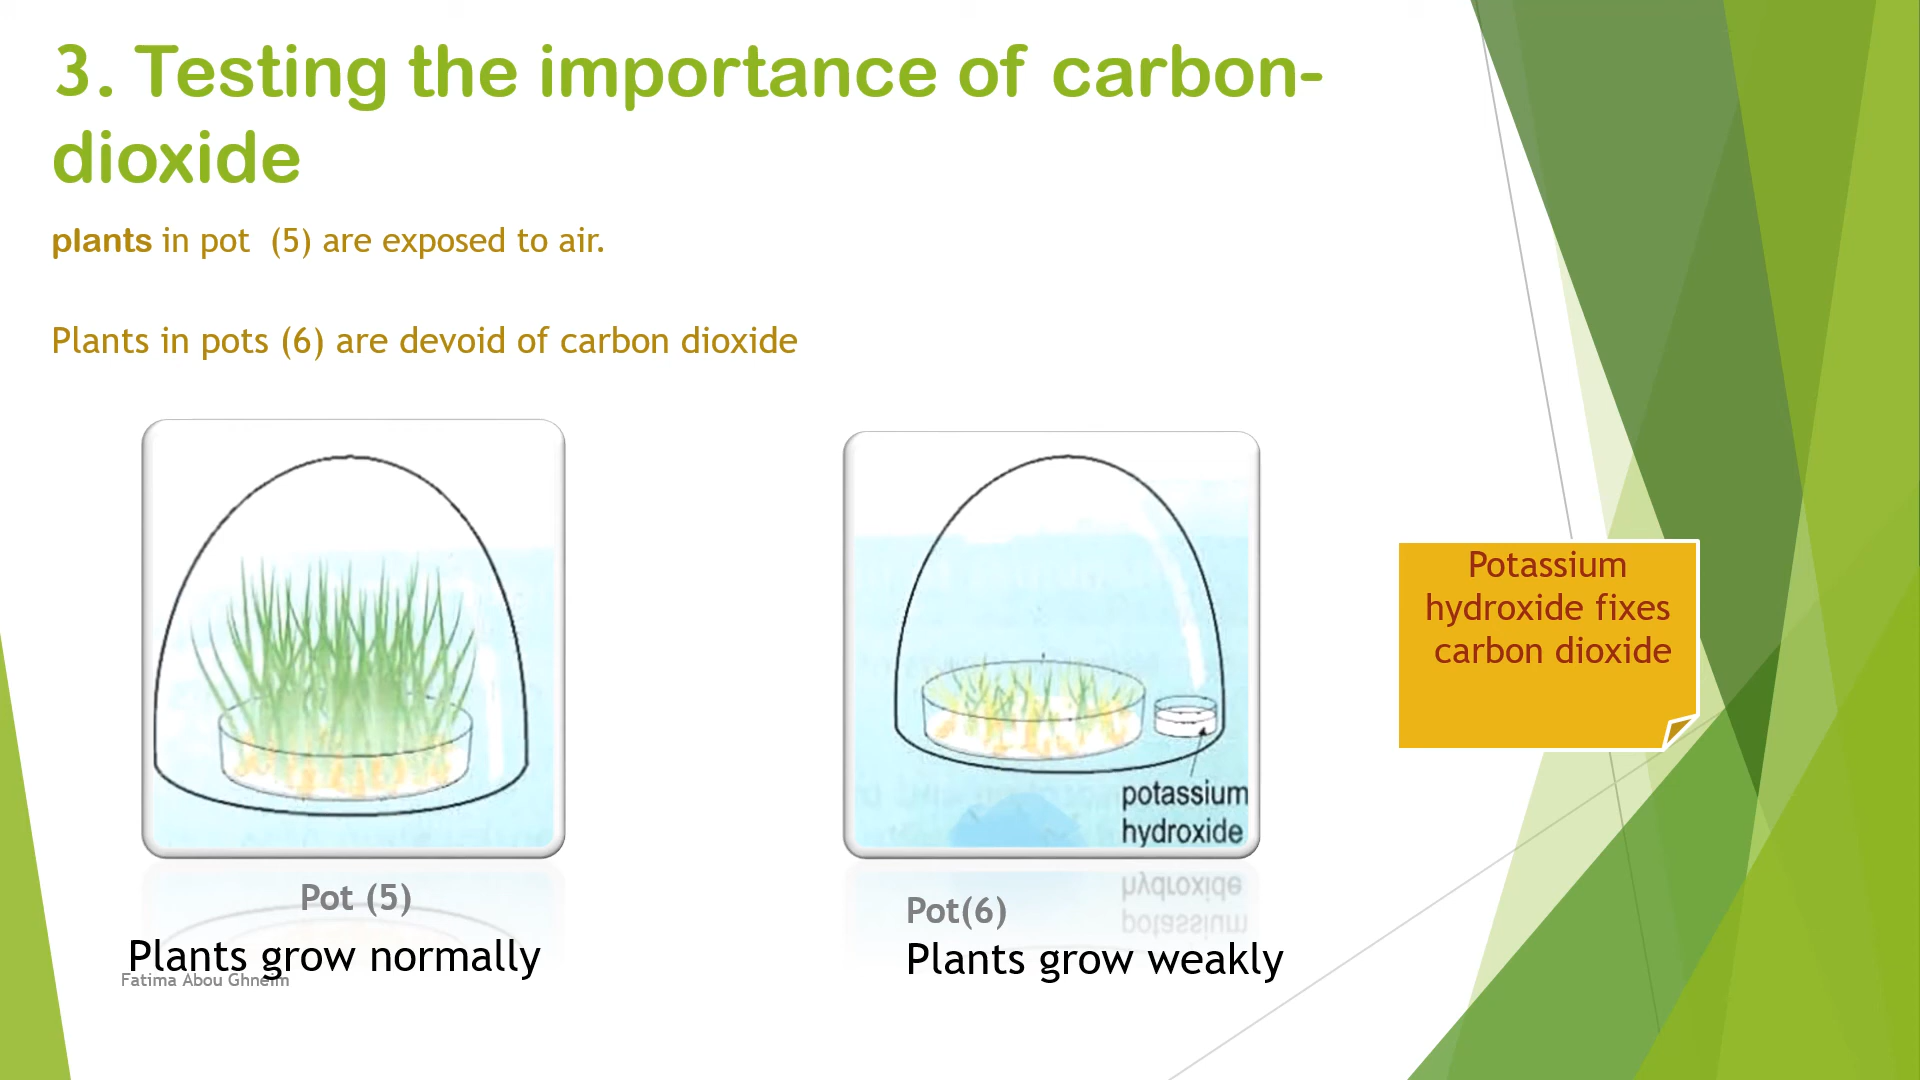 3. Testing the importance of carbon-
dioxide
plants in pot (5) are exposed to air.
Plants in pots (6) are devoid of carbon dioxide
Potassium
hydroxide fixes
carbon dioxide
potassium
hydroxide
Pot (5)
Plants grow normally
Fatima Abou Ghneim
Pot(6)
Plants grow weakly